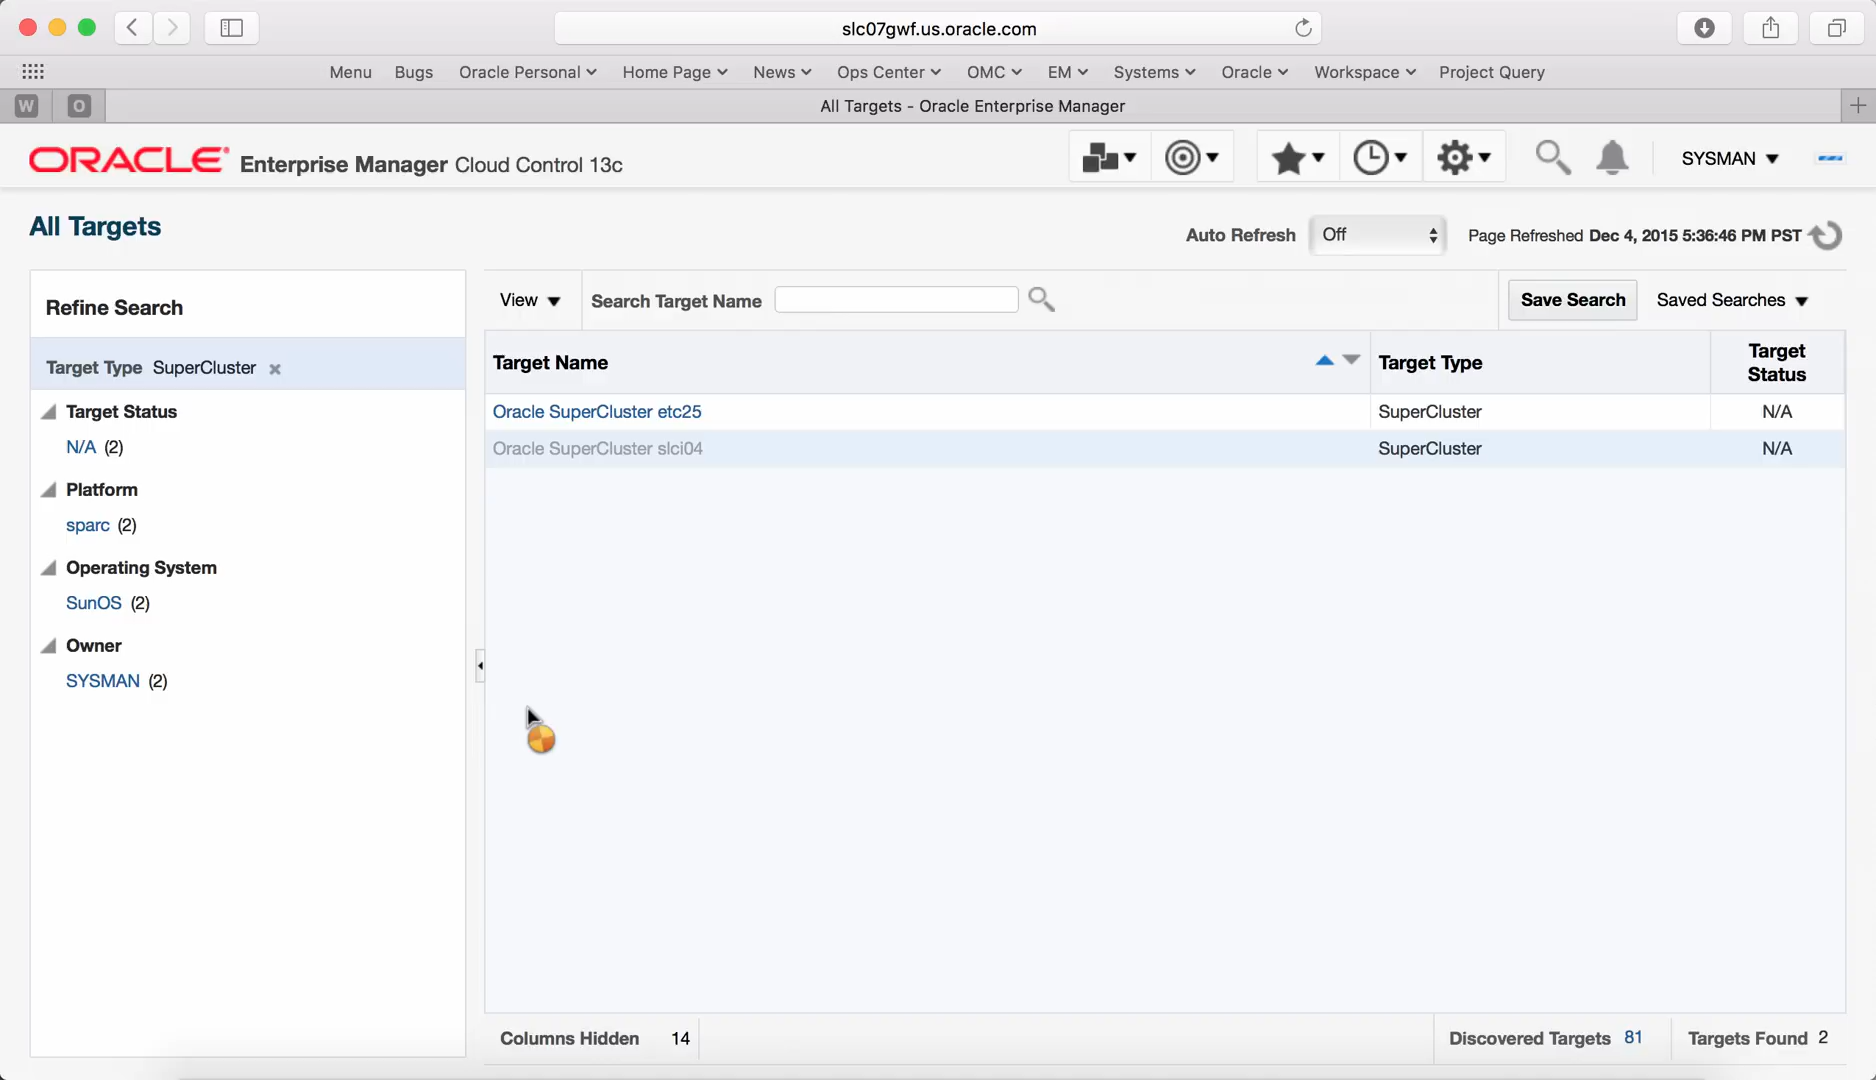 slc07gwf.us.oracle.com
Menu Bugs Oracle Personal Home Page News Ops Center OMC EM Systems Oracle Workspace Project Query
W O All Targets - Oracle Enterprise Manager
ORACLE® Enterprise Manager Cloud Control 13c SYSMAN
All Targets
Auto Refresh Off Page Refreshed Dec 4, 2015 5:36:46 PM PST
Refine Search
View Search Target Name Save Search Saved Searches
Target Type SuperCluster
Target Name Target Type Target Status
Target Status
N/A (2)
Platform
sparc (2)
Operating System
SunOS (2)
Owner
SYSMAN (2)
Oracle SuperCluster etc25 SuperCluster N/A
Oracle SuperCluster slci04 SuperCluster N/A
Columns Hidden 14 Discovered Targets 81 Targets Found 2